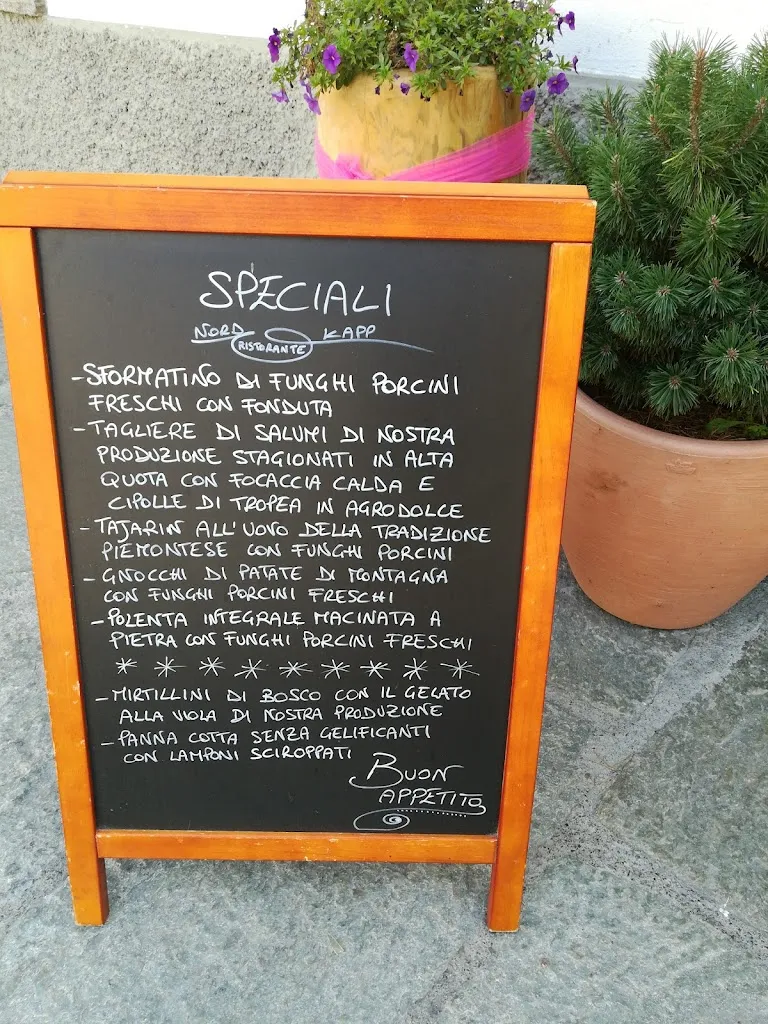 SPECIALI
NORD KAPP
RISTORANTE
-SFORMATINO DI FUNGHI PORCINI
FRESCHI CON FONDUTA
-TAGLIERE DI SALUMI DI NOSTRA
PRODUZIONE STAGIONATI IN ALTA
QUOTA CON FOCACCIA CALDA E
CIPOLLE DI TROPEA IN AGRODOLCE
-TAJARIN ALL'UOVO DELLA TRADIZIONE
PIEMONTESE CON FUNGHI PORCINI
-GNOCCHI DI PATATE DI MONTAGNA
CON FUNGHI PORCINI FRESCHI
-POLENTA INTEGRALE MACINATA A
PIETRA CON FUNGHI PORCINI FRESCHI
-MIRTILLINI DI BOSCO CON IL GELATO
ALLA VIOLA DI NOSTRA PRODUZIONE
-PANNA COTTA SENZA GELIFICANTI
CON LAMPONI SCIROPPATI
BUON
APPETITO